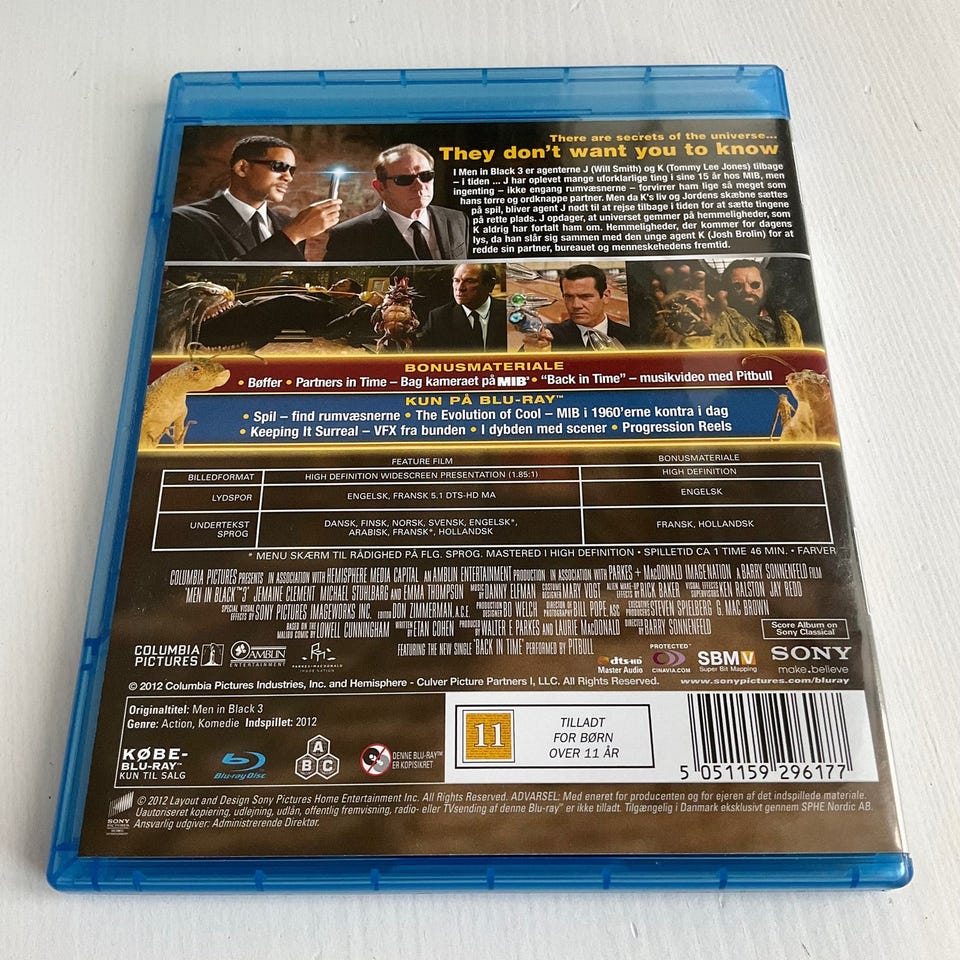 There are secrets of the universe...
They don't want you to know
I Men in Black 3 er agenterne J (Will Smith) og K (Tommy Lee Jones) tilbage
– i tiden ... J har oplevet mange uforklarlige ting i sine 15 år hos MIB, men
ingenting – ikke engang rumvæsnerne – forvirrer ham lige så meget som
hans tørre og ordknappe partner. Men da K's liv og Jordens skæbne sættes
på spil, bliver agent J nødt til at rejse tilbage i tiden for at sætte tingene
på rette plads. J opdager, at universet gemmer på hemmeligheder, som
K aldrig har fortalt ham om. Hemmeligheder, der kommer for dagens
lys, da han slår sig sammen med den unge agent K (Josh Brolin) for at
redde sin partner, bureauet og menneskehedens fremtid.
BONUSMATERIALE
• Bøffer • Partners in Time – Bag kameraet på MIB³ • "Back in Time" – musikvideo med Pitbull
KUN PÅ BLU-RAY™
• Spil – find rumvæsnerne • The Evolution of Cool – MIB i 1960'erne kontra i dag
• Keeping It Surreal – VFX fra bunden • I dybden med scener • Progression Reels
FEATURE FILM BONUSMATERIALE
BILLEDFORMAT HIGH DEFINITION WIDESCREEN PRESENTATION (1.85:1) HIGH DEFINITION
LYDSPOR ENGELSK, FRANSK 5.1 DTS-HD MA ENGELSK
UNDERTEKST SPROG DANSK, FINSK, NORSK, SVENSK, ENGELSK*, FRANSK, HOLLANDSK
ARABISK, FRANSK*, HOLLANDSK
* MENU SKÆRM TIL RÅDIGHED PÅ FLG. SPROG. MASTERED IN HIGH DEFINITION • SPILLETID CA 1 TIME 46 MIN. • FARVER
COLUMBIA PICTURES PRESENTS IN ASSOCIATION WITH HEMISPHERE MEDIA CAPITAL AN AMBLIN ENTERTAINMENT PRODUCTION IN ASSOCIATION WITH PARKES + MACDONALD IMAGENATION A BARRY SONNENFELD FILM
"MEN IN BLACK™ 3" JEMAINE CLEMENT MICHAEL STUHLBARG AND EMMA THOMPSON MUSIC BY DANNY ELFMAN COSTUME DESIGNER MARY VOGT ALIEN MAKE-UP EFFECTS BY RICK BAKER VISUAL EFFECTS SUPERVISORS KEN RALSTON JAY REDD
SPECIAL VISUAL EFFECTS BY SONY PICTURES IMAGEWORKS INC. EDITOR DON ZIMMERMAN, A.C.E. PRODUCTION DESIGNER BO WELCH DIRECTOR OF PHOTOGRAPHY BILL POPE, ASC EXECUTIVE PRODUCERS STEVEN SPIELBERG G MAC BROWN
BASED ON THE MALIBU COMIC BY LOWELL CUNNINGHAM WRITTEN BY ETAN COHEN PRODUCED BY WALTER F. PARKES AND LAURIE MACDONALD DIRECTED BY BARRY SONNENFELD
FEATURING THE NEW SINGLE 'BACK IN TIME' PERFORMED BY PITBULL
Score Album on
Sony Classical
COLUMBIA
PICTURES
AMBLIN
ENTERTAINMENT
PARKES+MACDONALD
IMAGE NATION
dts-HD
Master Audio
PROTECTED
CINAVIA.COM
SBMV
Super Bit Mapping
SONY
make.believe
© 2012 Columbia Pictures Industries, Inc. and Hemisphere - Culver Picture Partners I, LLC. All Rights Reserved.
www.sonypictures.com/bluray
Originaltitel: Men in Black 3
Genre: Action, Komedie Indspillet: 2012
KØBE-
BLU-RAY™
KUN TIL SALG
Blu-ray Disc
A
B C
DENNE BLU-RAY™
ER KOPISIKRET
11
TILLADT
FOR BØRN
OVER 11 ÅR
5 051159 296177
SONY
PICTURES
© 2012 Layout and Design Sony Pictures Home Entertainment Inc. All Rights Reserved. ADVARSEL: Med eneret for producenten og for ejeren af det indspillede materiale.
Uautoriseret kopiering, udlejning, udlån, offentlig fremvisning, radio- eller TVsending af denne Blu-ray™ er ikke tilladt. Tilgængelig i Danmark eksklusivt gennem SPHE Nordic AB.
Ansvarlig udgiver: Administrerende Direktør.